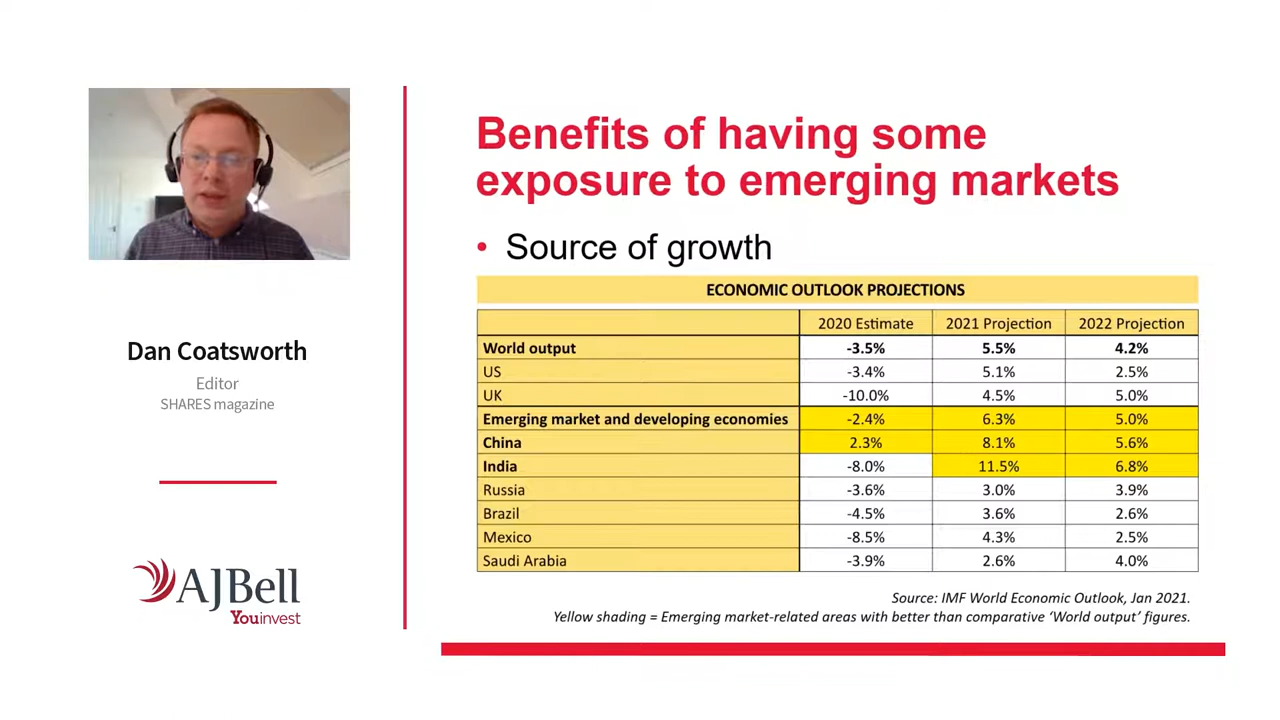 Benefits of having some
exposure to emerging markets
• Source of growth
ECONOMIC OUTLOOK PROJECTIONS
2020 Estimate 2021 Projection 2022 Projection
World output -3.5% 5.5% 4.2%
US -3.4% 5.1% 2.5%
UK -10.0% 4.5% 5.0%
Emerging market and developing economies -2.4% 6.3% 5.0%
China 2.3% 8.1% 5.6%
India -8.0% 11.5% 6.8%
Russia -3.6% 3.0% 3.9%
Brazil -4.5% 3.6% 2.6%
Mexico -8.5% 4.3% 2.5%
Saudi Arabia -3.9% 2.6% 4.0%
Source: IMF World Economic Outlook, Jan 2021.
Yellow shading = Emerging market-related areas with better than comparative ‘World output’ figures.
Dan Coatsworth
Editor
SHARES magazine
AJBell
Youinvest